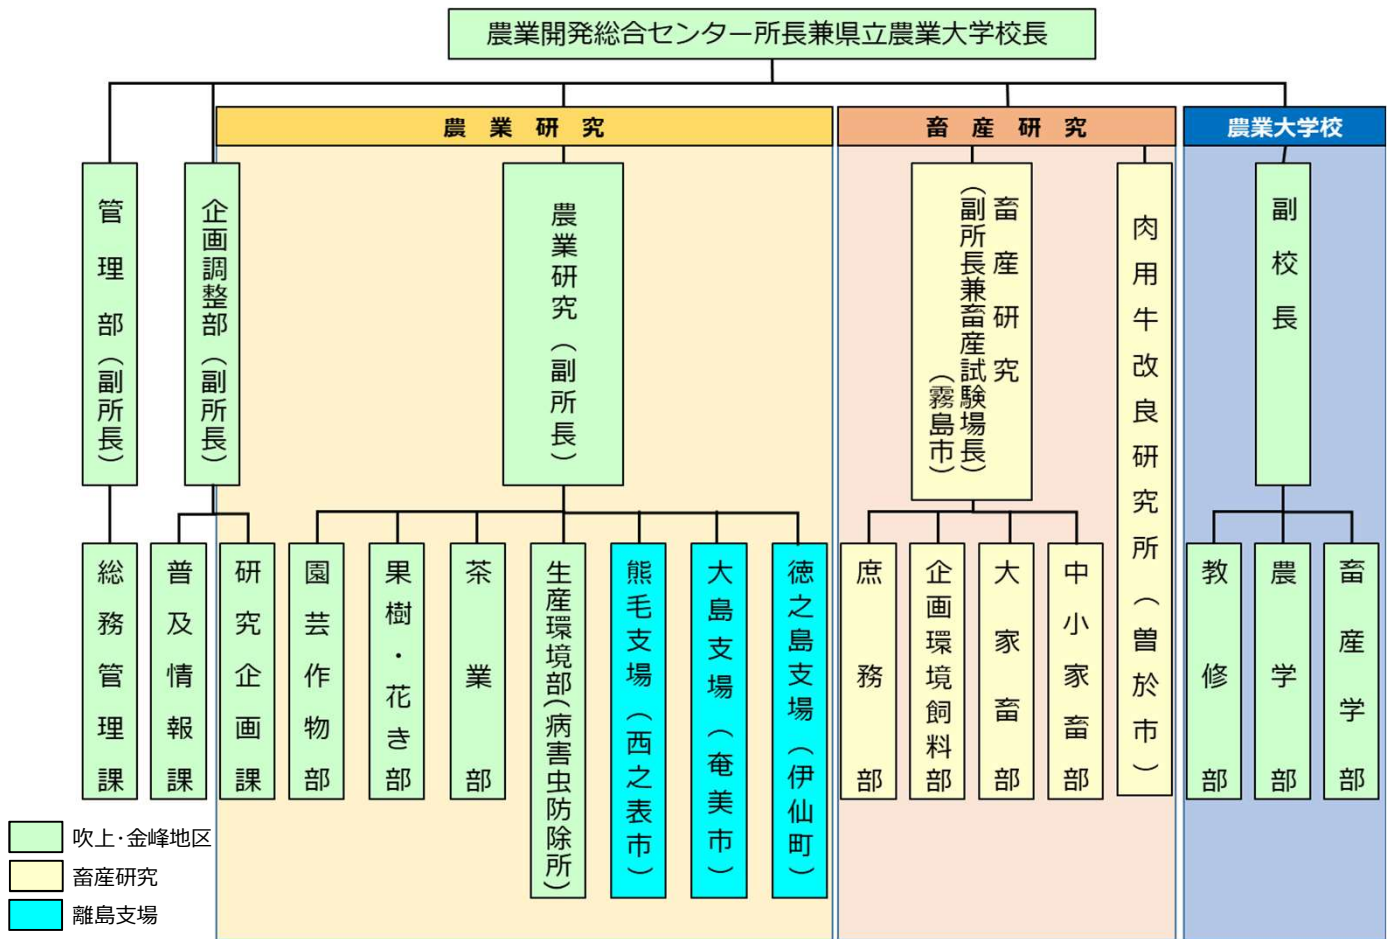 農業開発総合センター所長兼県立農業大学校長
農業研究
畜産研究
農業大学校
管理部(副所長)
企画調整部(副所長)
農業研究(副所長)
畜産研究
(副所長兼畜産試験場長)
(霧島市)
肉用牛改良研究所(曽於市)
副校長
総務管理課
普及情報課
研究企画課
園芸作物部
果樹・花き部
茶業部
生産環境部(病害虫防除所)
熊毛支場(西之表市)
大島支場(奄美市)
徳之島支場(伊仙町)
庶務部
企画環境飼料部
大家畜部
中小家畜部
教修部
農学部
畜産学部
吹上・金峰地区
畜産研究
離島支場